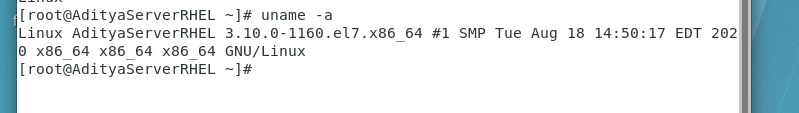 [root@AdityaServerRHEL ~]# uname -a
Linux AdityaServerRHEL 3.10.0-1160.el7.x86_64 #1 SMP Tue Aug 18 14:50:17 EDT 202
0 x86_64 x86_64 x86_64 GNU/Linux
[root@AdityaServerRHEL ~]#